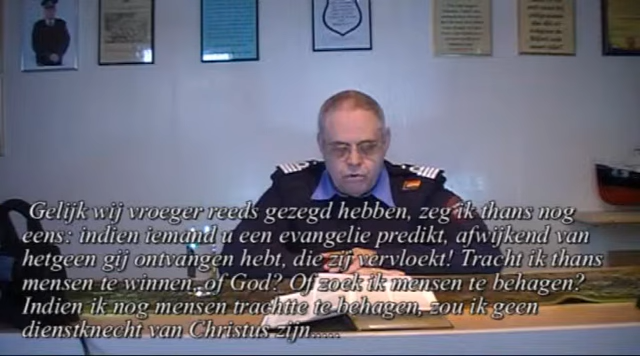 Gelijk wij vroeger reeds gezegd hebben, zeg ik thans nog
eens: indien iemand u een evangelie predikt, afwijkend van
hetgeen gij ontvangen hebt, die zij vervloekt! Tracht ik thans
mensen te winnen, of God? Of zoek ik mensen te behagen?
Indien ik nog mensen trachtte te behagen, zou ik geen
dienstknecht van Christus zijn.....